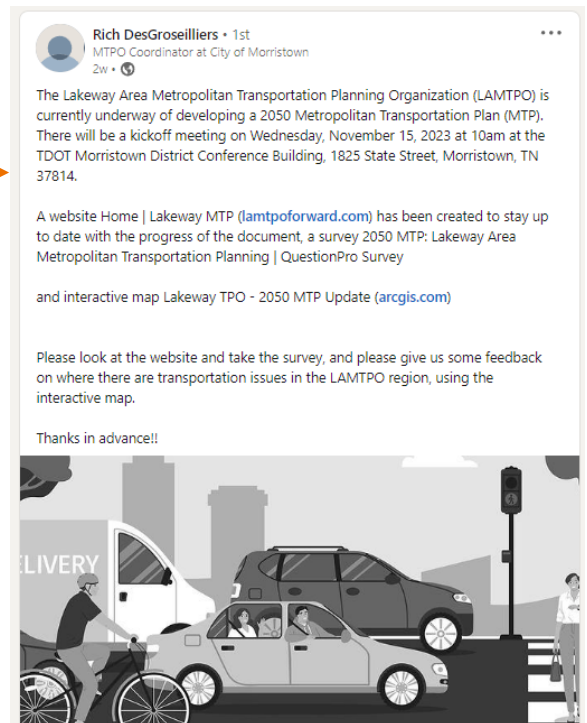 Rich DesGroseilliers • 1st
MTPO Coordinator at City of Morristown
2w •
The Lakeway Area Metropolitan Transportation Planning Organization (LAMTPO) is
currently underway of developing a 2050 Metropolitan Transportation Plan (MTP).
There will be a kickoff meeting on Wednesday, November 15, 2023 at 10am at the
TDOT Morristown District Conference Building, 1825 State Street, Morristown, TN
37814.
A website Home | Lakeway MTP (lamtpoforward.com) has been created to stay up
to date with the progress of the document, a survey 2050 MTP: Lakeway Area
Metropolitan Transportation Planning | QuestionPro Survey
and interactive map Lakeway TPO - 2050 MTP Update (arcgis.com)
Please look at the website and take the survey, and please give us some feedback
on where there are transportation issues in the LAMTPO region, using the
interactive map.
Thanks in advance!!
ELIVERY